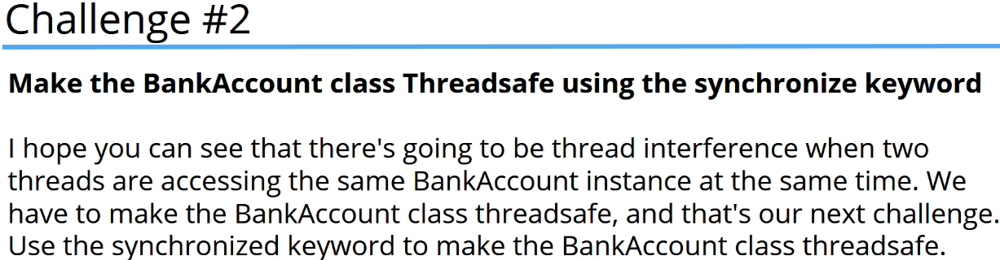 Challenge #2
Make the BankAccount class Threadsafe using the synchronize keyword
I hope you can see that there's going to be thread interference when two
threads are accessing the same BankAccount instance at the same time. We
have to make the BankAccount class threadsafe, and that's our next challenge.
Use the synchronized keyword to make the BankAccount class threadsafe.